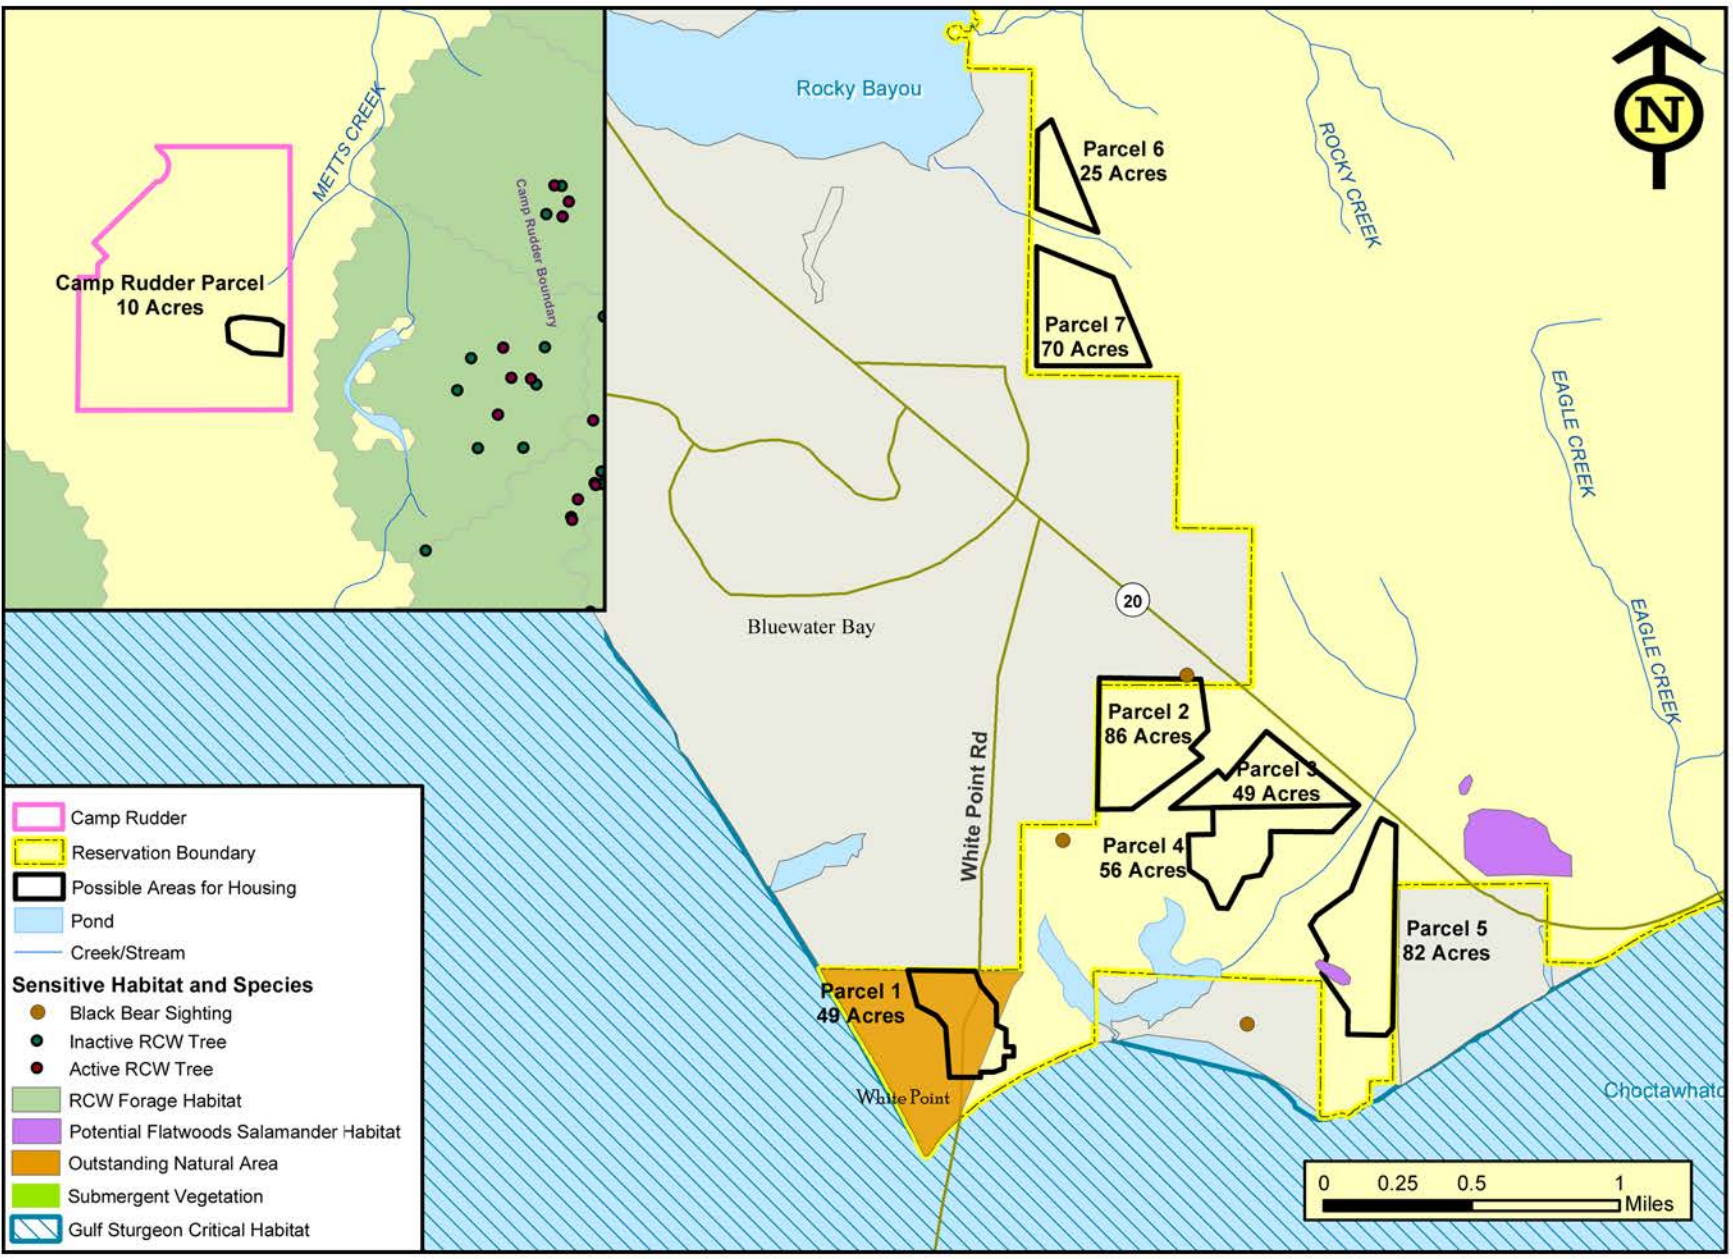 METTS CREEK
Camp Rudder Boundary
Camp Rudder Parcel
10 Acres
Rocky Bayou
N
ROCKY CREEK
Parcel 6
25 Acres
Parcel 7
70 Acres
EAGLE CREEK
EAGLE CREEK
20
Bluewater Bay
White Point Rd
Parcel 2
86 Acres
Parcel 3
49 Acres
Parcel 4
56 Acres
Parcel 5
82 Acres
Parcel 1
49 Acres
White Point
Choctawhatc
Camp Rudder
Reservation Boundary
Possible Areas for Housing
Pond
Creek/Stream
Sensitive Habitat and Species
Black Bear Sighting
Inactive RCW Tree
Active RCW Tree
RCW Forage Habitat
Potential Flatwoods Salamander Habitat
Outstanding Natural Area
Submergent Vegetation
Gulf Sturgeon Critical Habitat
0 0.25 0.5 1
Miles